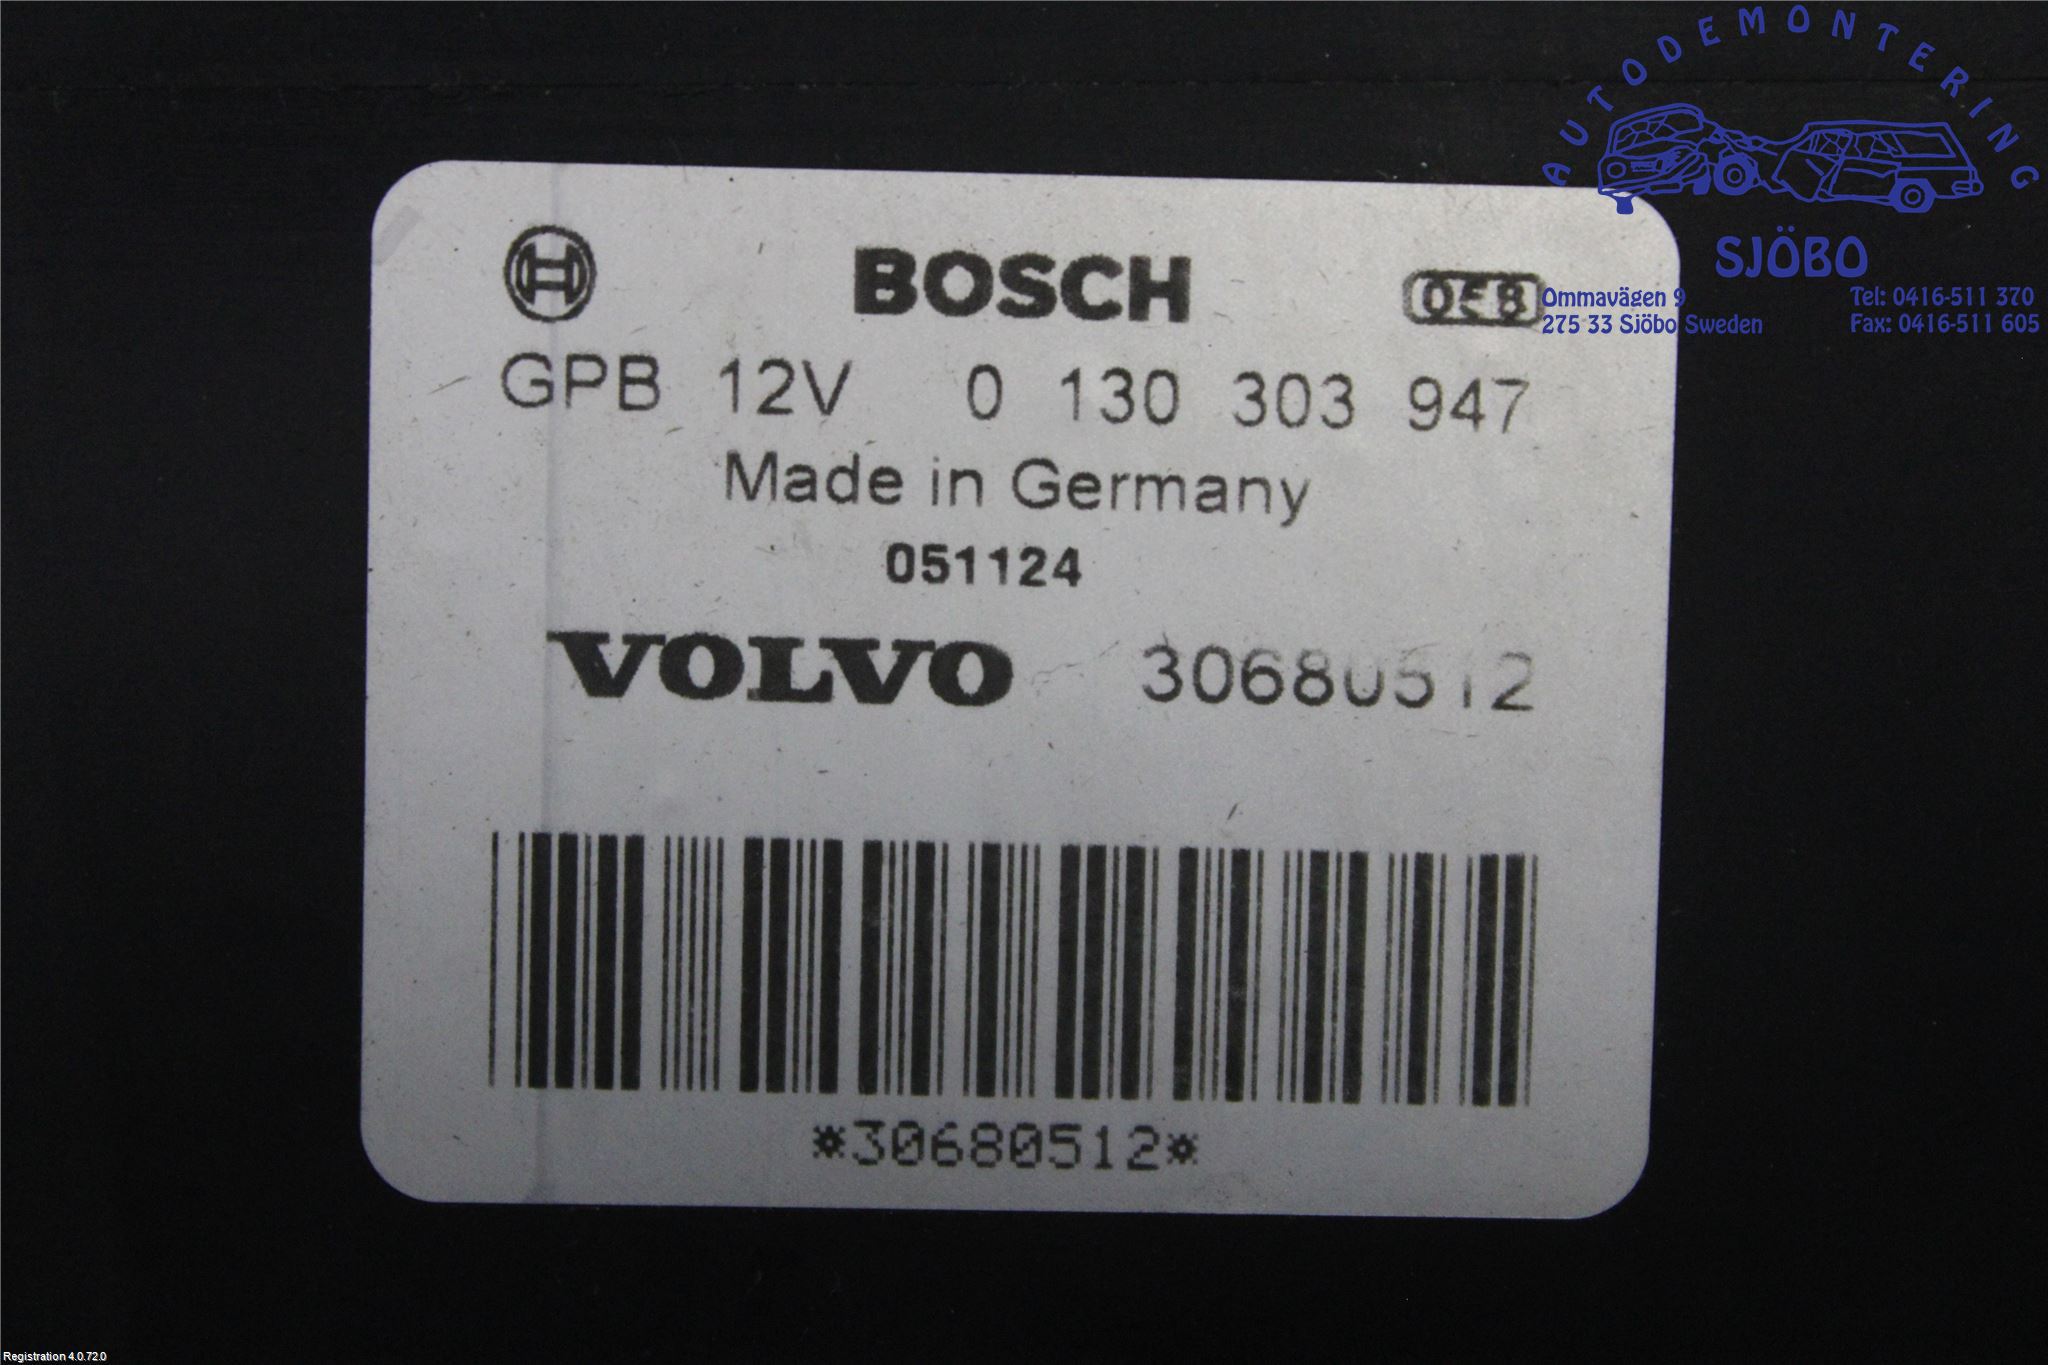 AUTODEMONTERING
SJÖBO
Ommavägen 9
275 33 Sjöbo Sweden
Tel: 0416-511 370
Fax: 0416-511 605
BOSCH
GPB 12V 0 130 303 947
Made in Germany
051124
VOLVO 30680512
*30680512*
Registration 4.0.72.0